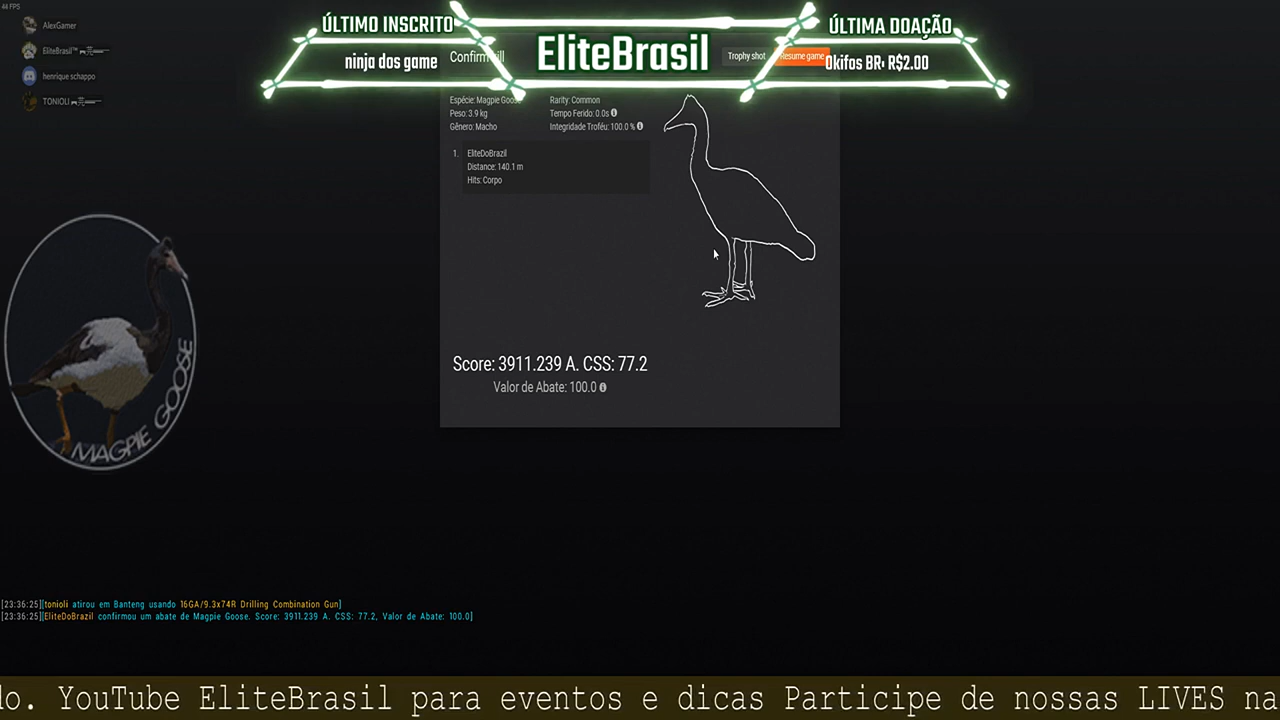 44 FPS
AlexGamer
EliteBrasil™
henrique schappo
TONIOLI
ÚLTIMO INSCRITO
ninja dos game
EliteBrasil
ÚLTIMA DOAÇÃO
Okifos BR: R$2.00
Trophy shot
Resume game
Espécie: Magpie Goose
Peso: 3.9 kg
Gênero: Macho
Rarity: Common
Tempo Ferido: 0.0s
Integridade Troféu: 100.0 %
1. EliteDoBrazil
Distance: 140.1 m
Hits: Corpo
Score: 3911.239 A. CSS: 77.2
Valor de Abate: 100.0
MAGPIE GOOSE
[23:36:25][tonioli atirou em Banteng usando 16GA/9.3x74R Drilling Combination Gun]
[23:36:25][EliteDoBrazil confirmou um abate de Magpie Goose. Score: 3911.239 A. CSS: 77.2, Valor de Abate: 100.0]
do. YouTube EliteBrasil para eventos e dicas Participe de nossas LIVES na